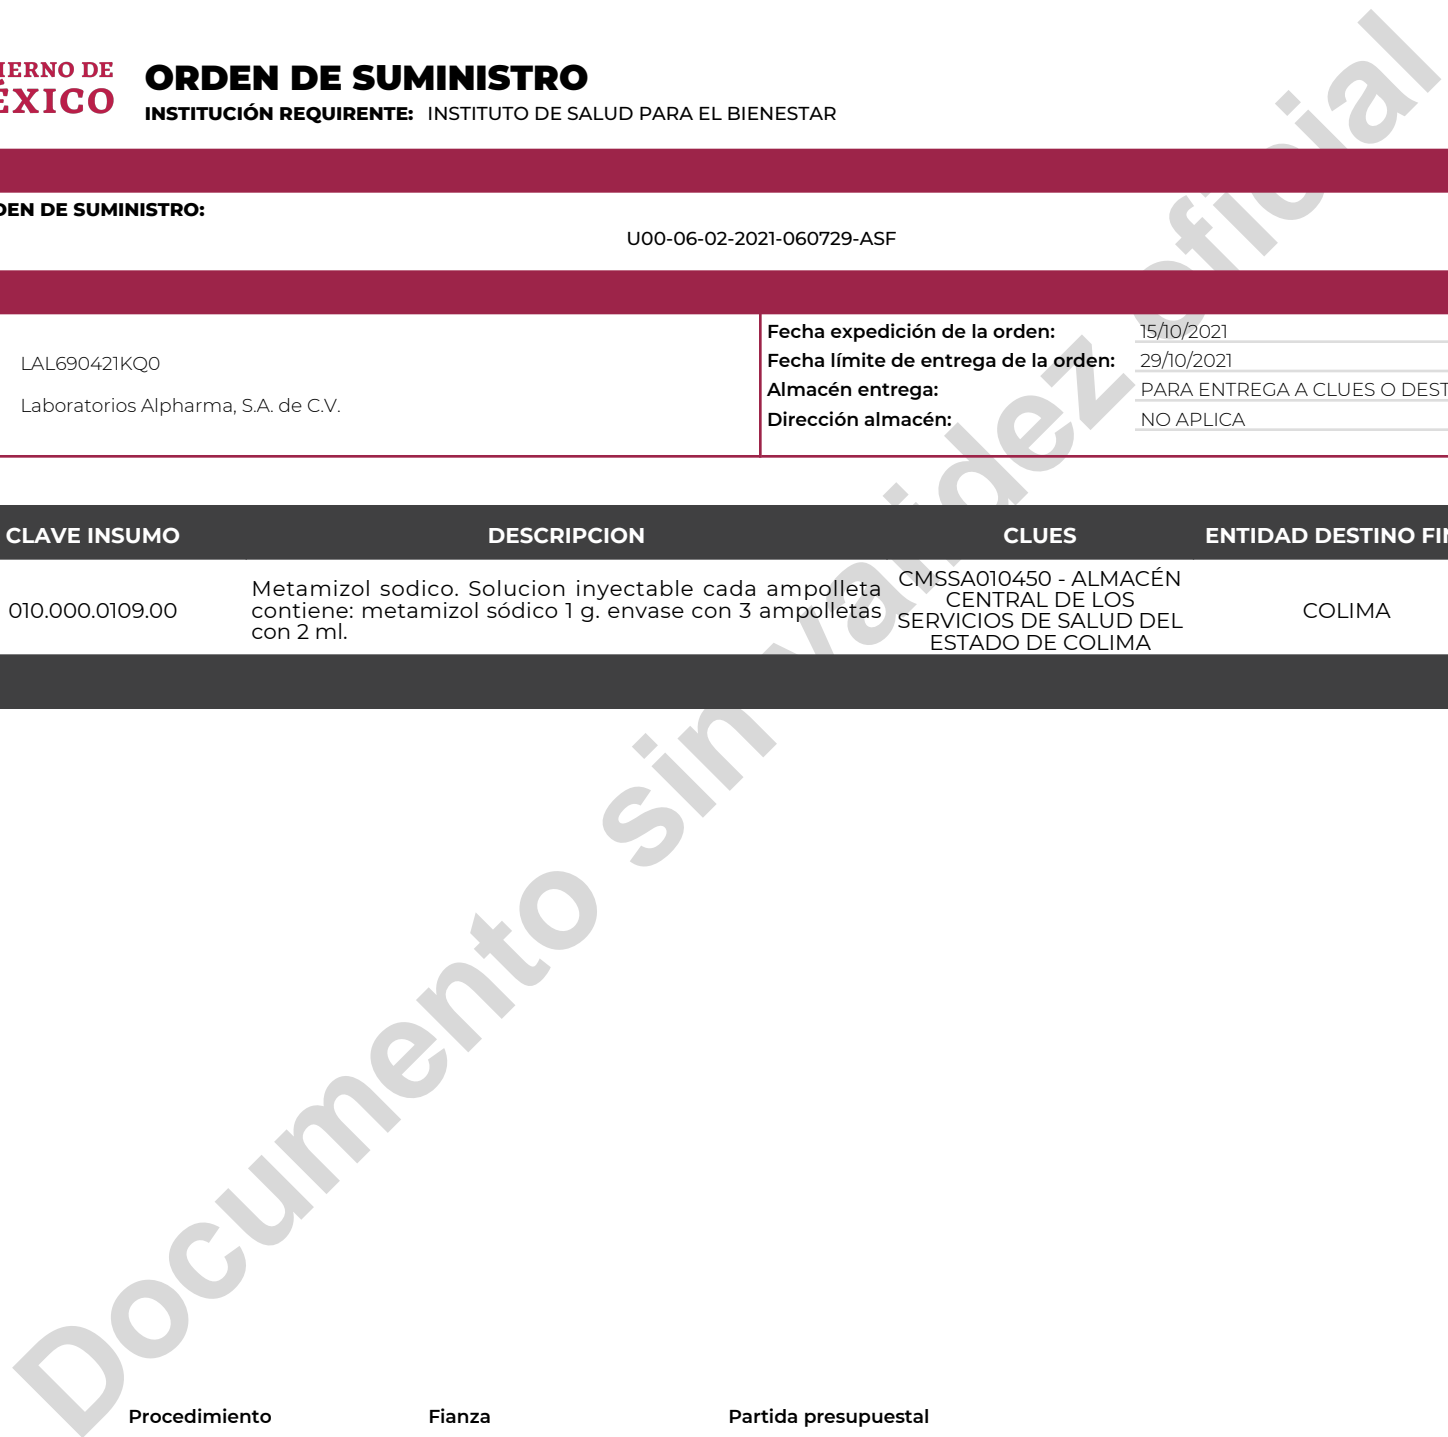 IERNO DE
ÉXICO
ORDEN DE SUMINISTRO
INSTITUCIÓN REQUIRENTE: INSTITUTO DE SALUD PARA EL BIENESTAR
DEN DE SUMINISTRO:
U00-06-02-2021-060729-ASF
LAL690421KQ0
Laboratorios Alpharma, S.A. de C.V.
Fecha expedición de la orden: 15/10/2021
Fecha límite de entrega de la orden: 29/10/2021
Almacén entrega: PARA ENTREGA A CLUES O DEST
Dirección almacén: NO APLICA
CLAVE INSUMO DESCRIPCION CLUES ENTIDAD DESTINO FIN
010.000.0109.00
Metamizol sodico. Solucion inyectable cada ampolleta
contiene: metamizol sódico 1 g. envase con 3 ampolletas
con 2 ml.
CMSSA010450 - ALMACÉN
CENTRAL DE LOS
SERVICIOS DE SALUD DEL
ESTADO DE COLIMA
COLIMA
Documento sin validez oficial
Procedimiento Fianza Partida presupuestal